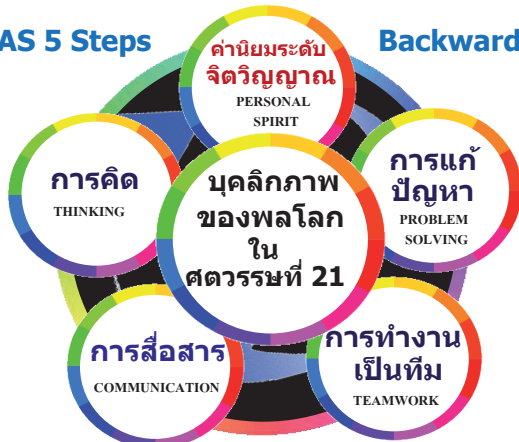 AS 5 Steps
Backward
ค่านิยมระดับ
จิตวิญญาณ
PERSONAL
SPIRIT
การคิด
THINKING
บุคลิกภาพ
ของพลโลก
ใน
ศตวรรษที่ 21
การแก้
ปัญหา
PROBLEM
SOLVING
การสื่อสาร
COMMUNICATION
การทำงาน
เป็นทีม
TEAMWORK